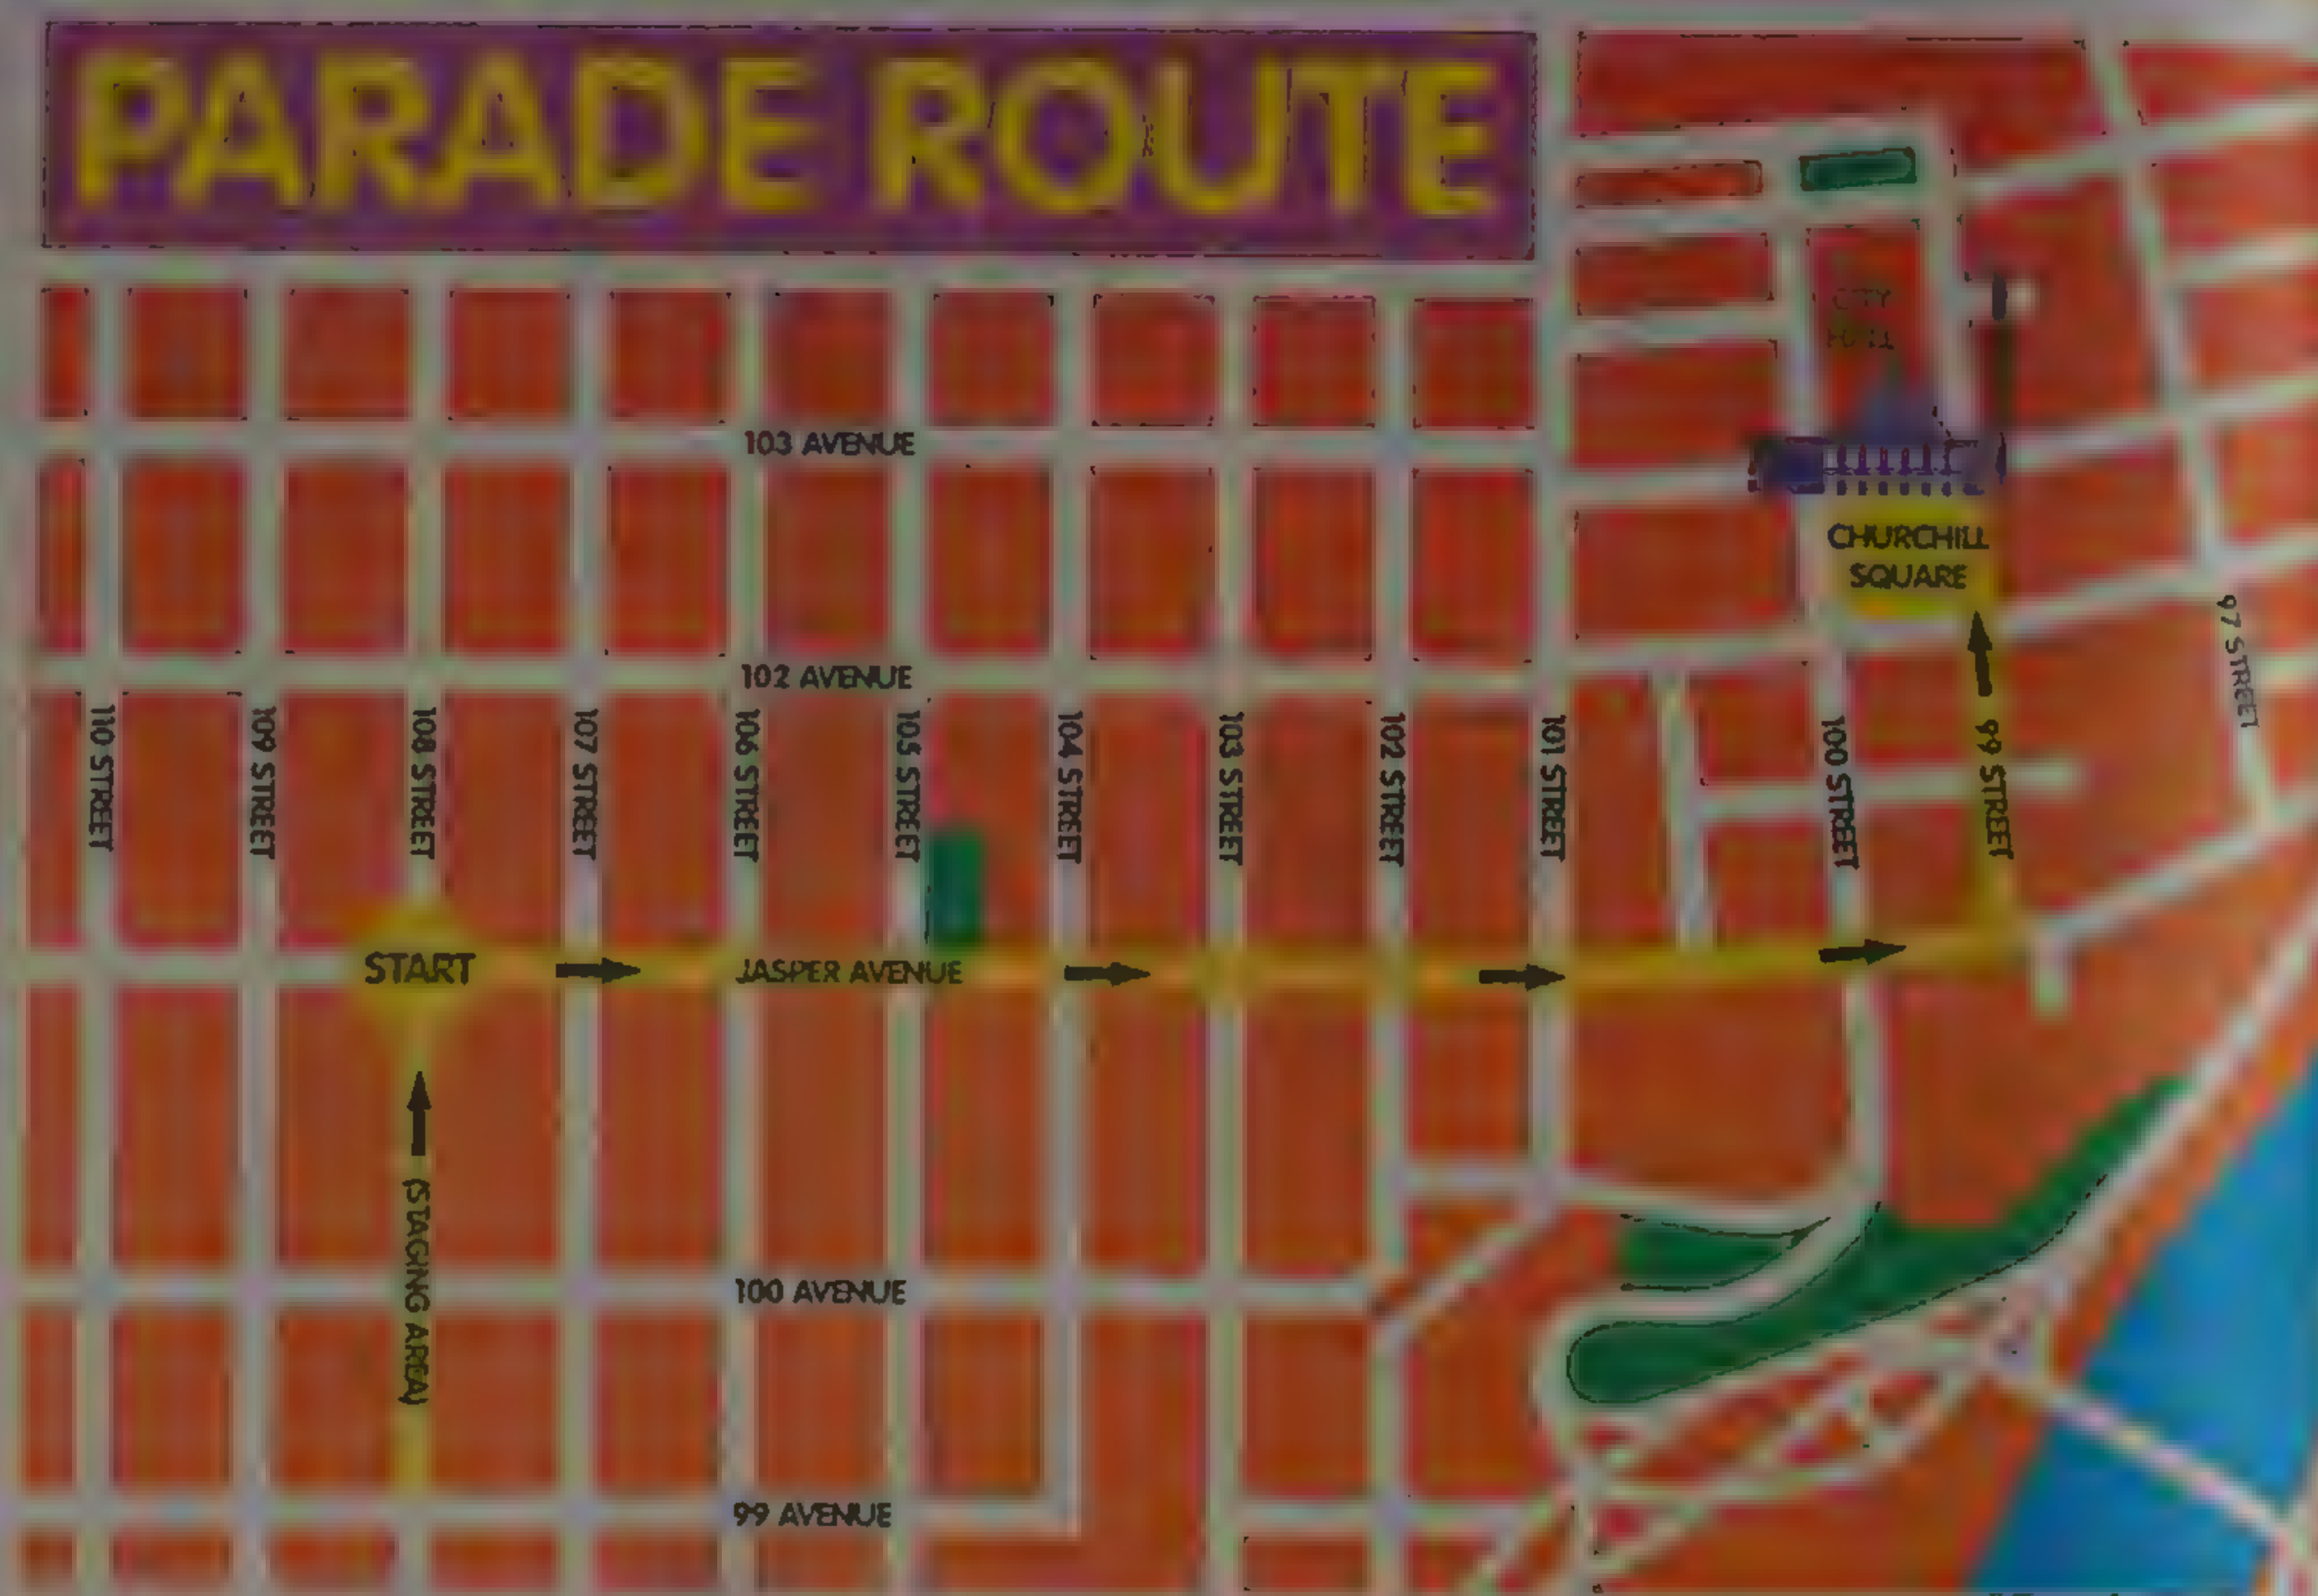 PARADE ROUTE
CITY
HALL
103 AVENUE
CHURCHILL
SQUARE
102 AVENUE
97 STREET
110 STREET
109 STREET
108 STREET
107 STREET
106 STREET
105 STREET
104 STREET
103 STREET
102 STREET
101 STREET
100 STREET
99 STREET
START
JASPER AVENUE
(STAGING AREA)
100 AVENUE
99 AVENUE